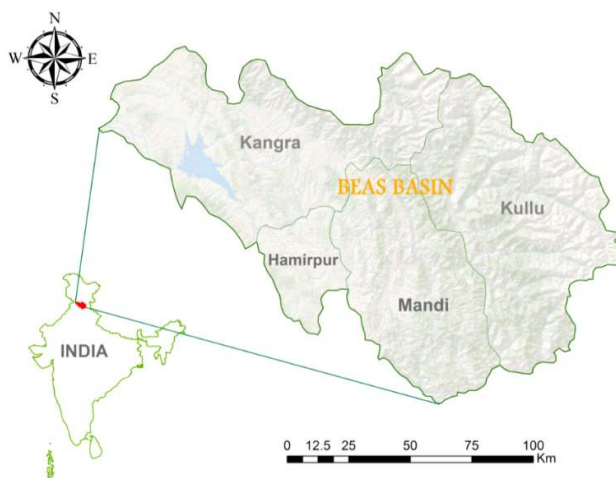 N
W E
S
Kangra
BEAS BASIN
Kullu
Hamirpur
Mandi
INDIA
0 12.5 25 50 75 100
Km